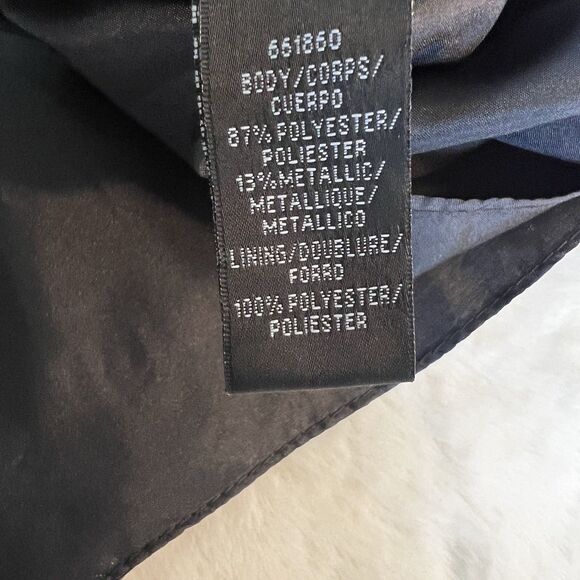 661860
BODY/CORPS/
CUERPO
87% POLYESTER/
POLIESTER
13% METALLIC/
METALLIQUE/
METALLICO
LINING/DOUBLURE/
FORRO
100% POLYESTER/
POLIESTER